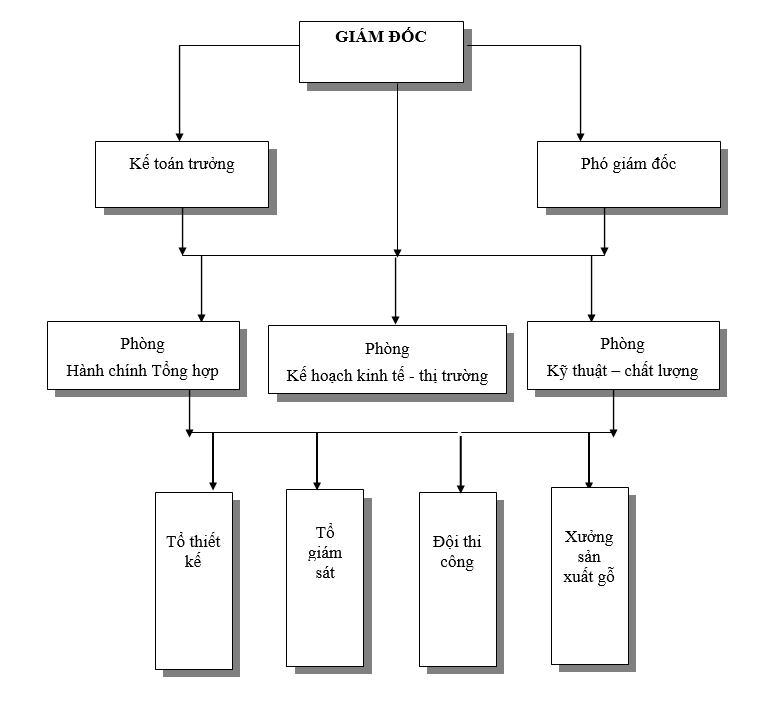 GIÁM ĐỐC
Kế toán trưởng
Phó giám đốc
Phòng
Hành chính Tổng hợp
Phòng
Kế hoạch kinh tế - thị trường
Phòng
Kỹ thuật – chất lượng
Tổ thiết
kế
Tổ
giám
sát
Đội thi
công
Xưởng
sản
xuất gỗ